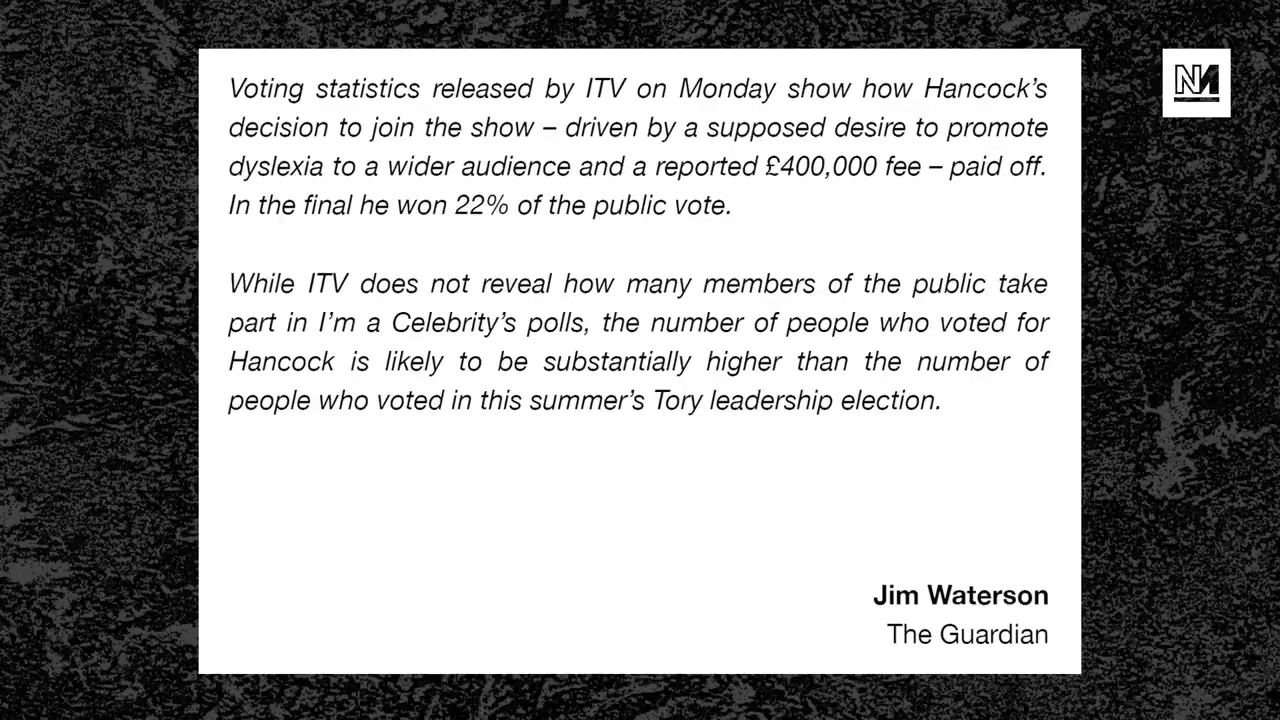 Voting statistics released by ITV on Monday show how Hancock's
decision to join the show – driven by a supposed desire to promote
dyslexia to a wider audience and a reported £400,000 fee – paid off.
In the final he won 22% of the public vote.
While ITV does not reveal how many members of the public take
part in I'm a Celebrity's polls, the number of people who voted for
Hancock is likely to be substantially higher than the number of
people who voted in this summer's Tory leadership election.
Jim Waterson
The Guardian